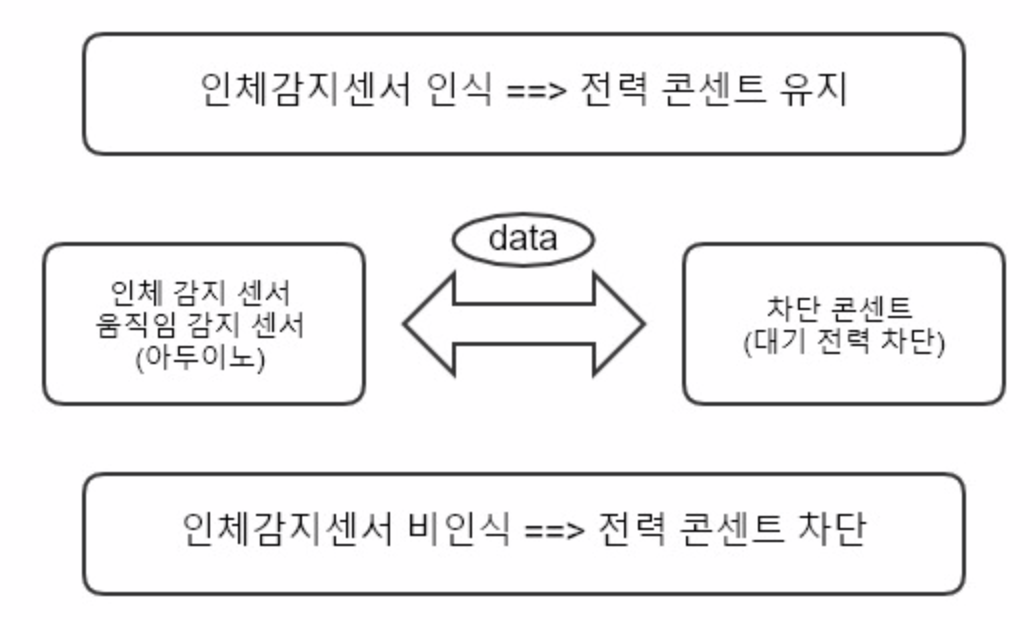 인체감지센서 인식 ==> 전력 콘센트 유지
data
인체 감지 센서
움직임 감지 센서
(아두이노)
차단 콘센트
(대기 전력 차단)
인체감지센서 비인식 ==> 전력 콘센트 차단